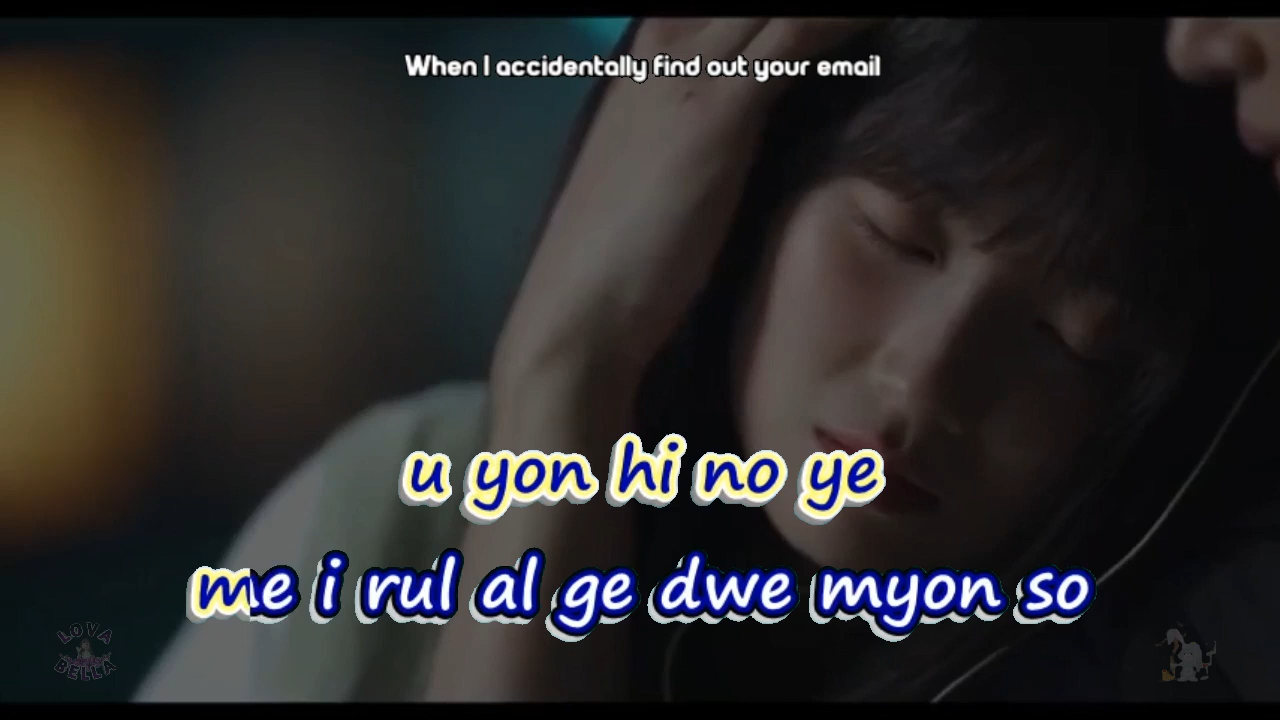 When I accidentally find out your email
u yon hi no ye
me i rul al ge dwe myon so
LOVA
BELLA